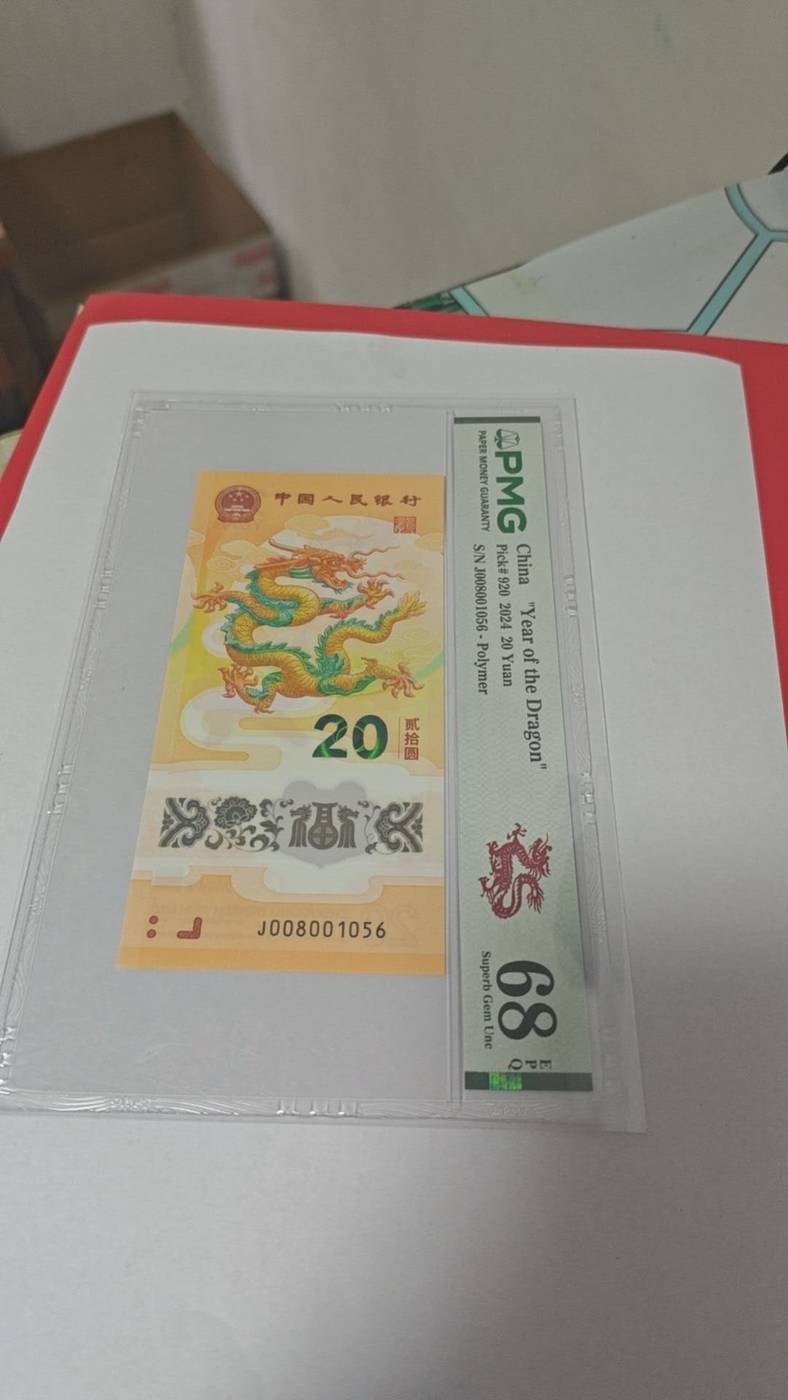 中国人民银行
20
贰拾圆
福
J008001056
PMG
PAPER MONEY GUARANTY
China "Year of the Dragon"
Pick# 920 2024 20 Yuan
S/N J008001056 - Polymer
68
EPQ
Superb Gem Unc